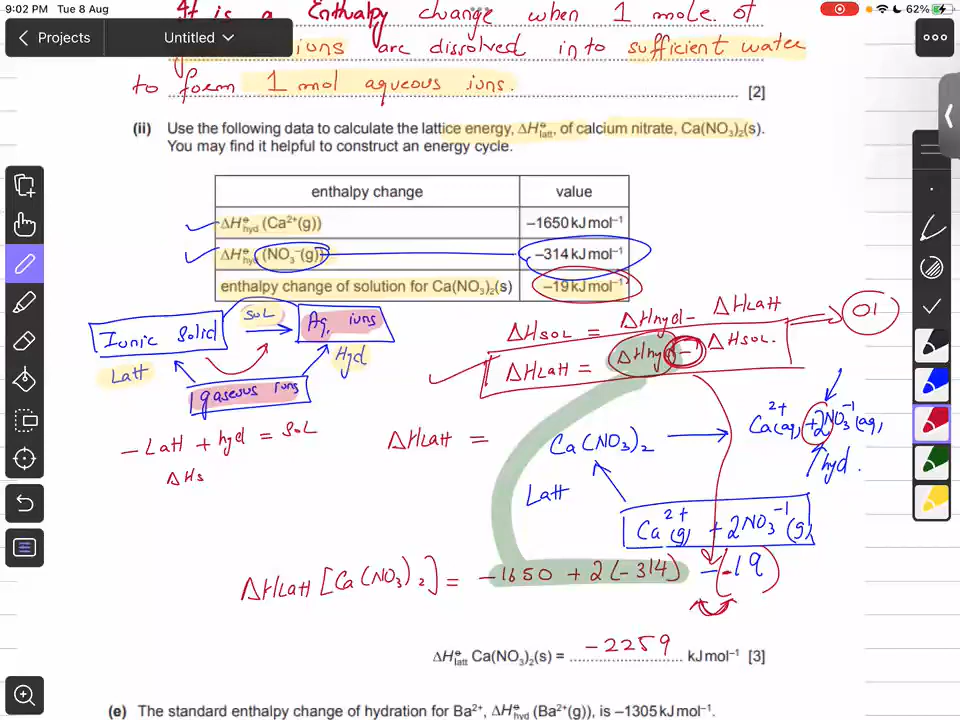 9:02 PM Tue 8 Aug
62%
It is a Enthalpy change when 1 mole of
Projects
Untitled
ions are dissolved in to sufficient water
to form 1 mol aqueous ions.
[2]
(ii) Use the following data to calculate the lattice energy, ΔH⦵latt, of calcium nitrate, Ca(NO₃)₂(s).
You may find it helpful to construct an energy cycle.
enthalpy change value
ΔH⦵hyd (Ca²⁺(g)) –1650 kJ mol⁻¹
ΔH⦵hyd (NO₃⁻(g)) –314 kJ mol⁻¹
enthalpy change of solution for Ca(NO₃)₂(s) –19 kJ mol⁻¹
Ionic Solid
SOL
Aq. ions
Latt
Hyd
gaseous ions
ΔHSOL = ΔHhyd – ΔHLatt
01
ΔHLatt = ΔHhyd – ΔHSOL.
– Latt + hyd = SOL
ΔHs
ΔHLatt =
Ca(NO₃)₂
Ca²⁺(aq) + 2NO₃⁻¹(aq)
hyd.
Latt
Ca²⁺(g) + 2NO₃⁻¹(g)
ΔHLatt [Ca(NO₃)₂] = –1650 + 2(–314) – (–19)
ΔH⦵latt Ca(NO₃)₂(s) = –2259 kJ mol⁻¹ [3]
(e) The standard enthalpy change of hydration for Ba²⁺, ΔH⦵hyd (Ba²⁺(g)), is –1305 kJ mol⁻¹.